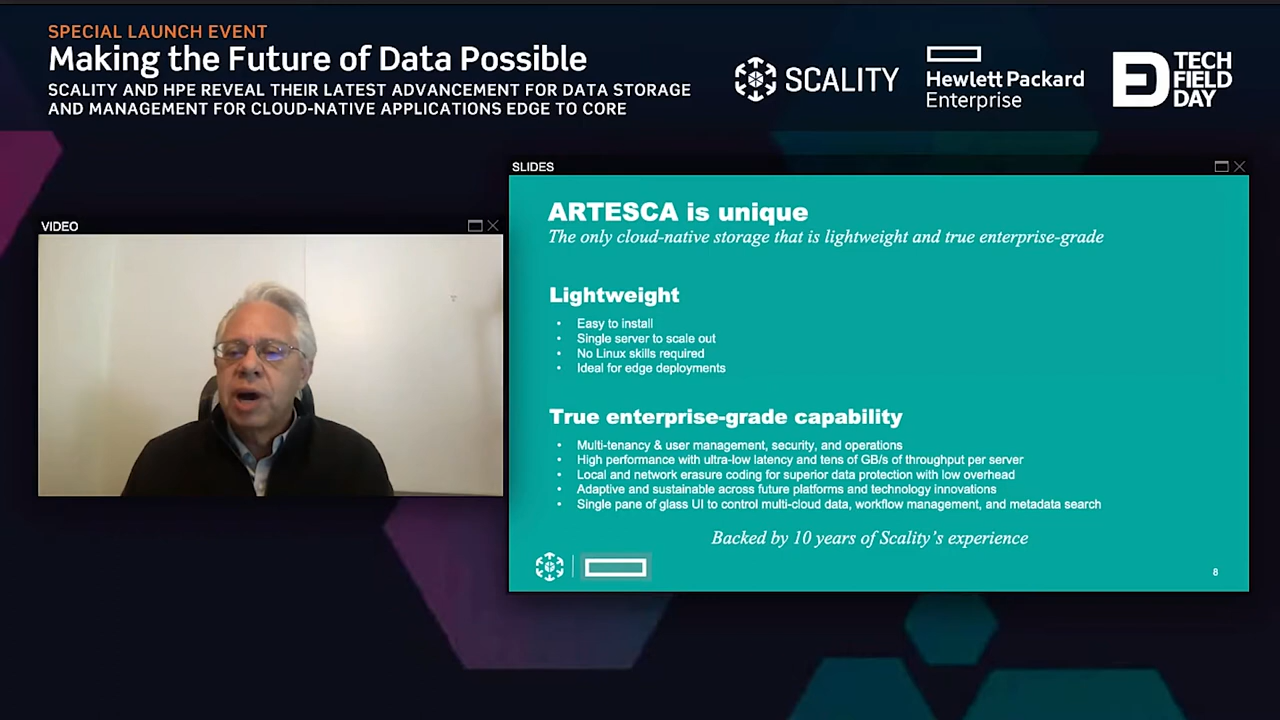 SPECIAL LAUNCH EVENT
Making the Future of Data Possible
SCALITY AND HPE REVEAL THEIR LATEST ADVANCEMENT FOR DATA STORAGE
AND MANAGEMENT FOR CLOUD-NATIVE APPLICATIONS EDGE TO CORE
SCALITY
Hewlett Packard
Enterprise
TECH
FIELD
DAY
VIDEO
SLIDES
ARTESCA is unique
The only cloud-native storage that is lightweight and true enterprise-grade
Lightweight
• Easy to install
• Single server to scale out
• No Linux skills required
• Ideal for edge deployments
True enterprise-grade capability
• Multi-tenancy & user management, security, and operations
• High performance with ultra-low latency and tens of GB/s of throughput per server
• Local and network erasure coding for superior data protection with low overhead
• Adaptive and sustainable across future platforms and technology innovations
• Single pane of glass UI to control multi-cloud data, workflow management, and metadata search
Backed by 10 years of Scality's experience
8